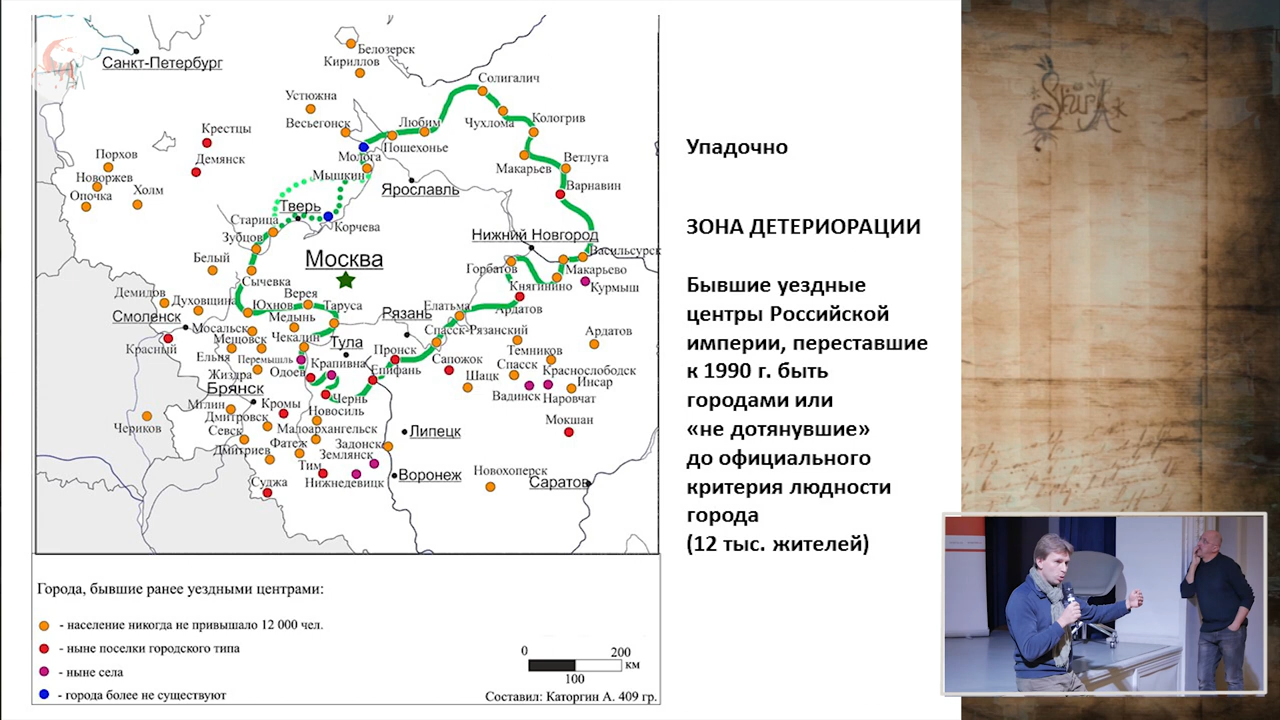 Санкт-Петербург
Белозерск
Кириллов
Солигалич
Устюжна
Весьегонск
Любим
Чухлома
Кологрив
Крестцы
Молога
Пошехонье
Порхов
Демянск
Макарьев
Ветлуга
Новоржев
Мышкин
Варнавин
Опочка
Холм
Ярославль
Тверь
Старица
Корчева
Зубцов
Нижний Новгород
Москва
Васильсурск
Белый
Горбатов
Макарьево
Сычевка
Княгинино
Курмыш
Демидов
Духовщина
Верея
Юхнов
Таруса
Елатьма
Ардатов
Смоленск
Медынь
Рязань
Мосальск
Спасск-Рязанский
Ардатов
Мещовск
Чекалин
Тула
Красный
Ельня
Перемышль
Крапивна
Пронск
Сапожок
Темников
Жиздра
Одоев
Епифань
Спасск
Краснослободск
Шацк
Инсар
Брянск
Вадинск
Наровчат
Мглин
Кромы
Чернь
Дмитровск
Новосиль
Мокшан
Чериков
Севск
Малоархангельск
Липецк
Фатеж
Задонск
Дмитриев
Землянск
Тим
Воронеж
Новохоперск
Суджа
Нижнедевицк
Саратов
Города, бывшие ранее уездными центрами:
- население никогда не привышало 12 000 чел.
- ныне поселки городского типа
- ныне села
- города более не существуют
0 200
км
100
Составил: Каторгин А. 409 гр.
Упадочно
ЗОНА ДЕТЕРИОРАЦИИ
Бывшие уездные
центры Российской
империи, переставшие
к 1990 г. быть
городами или
«не дотянувшие»
до официального
критерия людности
города
(12 тыс. жителей)